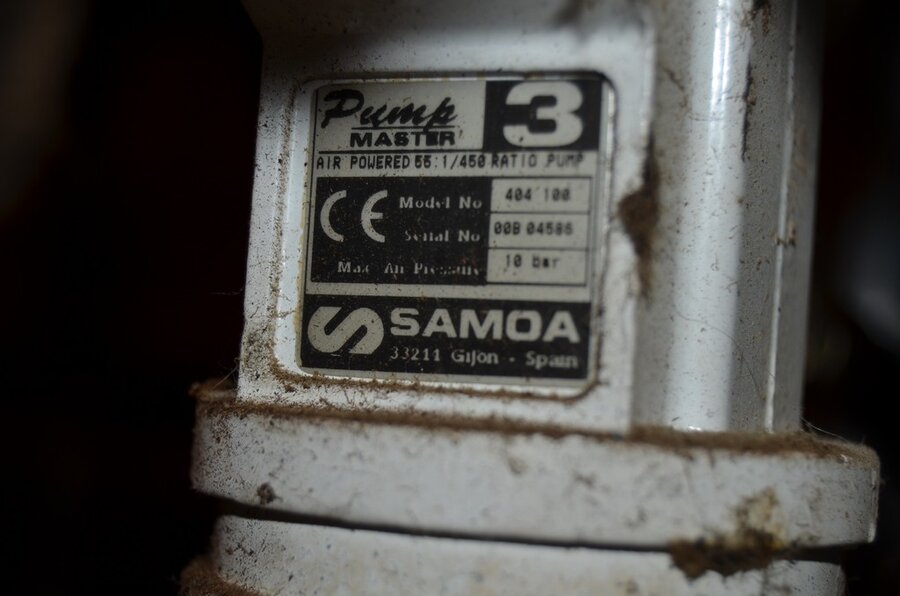 Pump
MASTER
3
AIR POWERED 55:1/450 RATIO PUMP
CE
Model No 404 100
Serial No 00B 04586
Max Air Pressure 10 bar
SAMOA
33211 Gijon - Spain